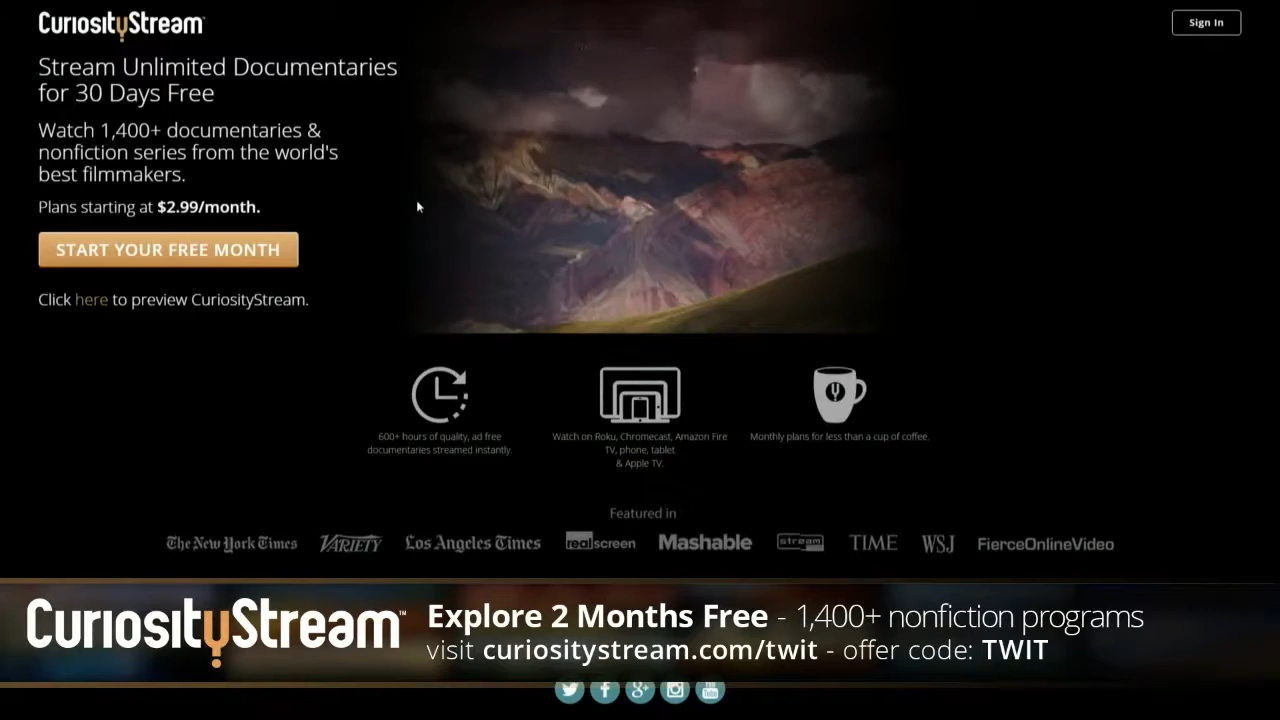 CuriosityStream
Sign In
Stream Unlimited Documentaries
for 30 Days Free
Watch 1,400+ documentaries &
nonfiction series from the world's
best filmmakers.
Plans starting at $2.99/month.
START YOUR FREE MONTH
Click here to preview CuriosityStream.
600+ hours of quality, ad free
documentaries streamed instantly.
Watch on Roku, Chromecast, Amazon Fire
TV, phone, tablet
& Apple TV.
Monthly plans for less than a cup of coffee.
Featured in
The New York Times VARIETY Los Angeles Times realscreen Mashable stream TIME WSJ FierceOnlineVideo
CuriosityStream™
Explore 2 Months Free - 1,400+ nonfiction programs
visit curiositystream.com/twit - offer code: TWIT